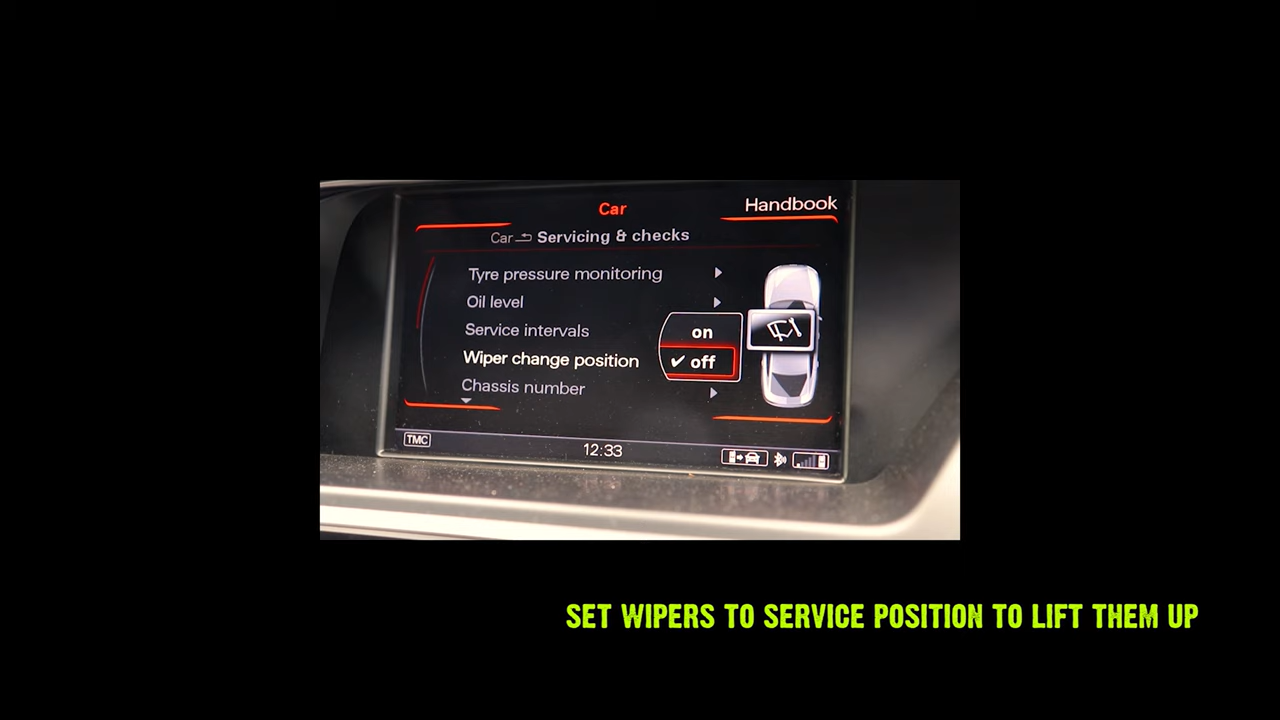 Car
Handbook
Car Servicing & checks
Tyre pressure monitoring
Oil level
Service intervals
on
Wiper change position
✔ off
Chassis number
TMC
12:33
SET WIPERS TO SERVICE POSITION TO LIFT THEM UP